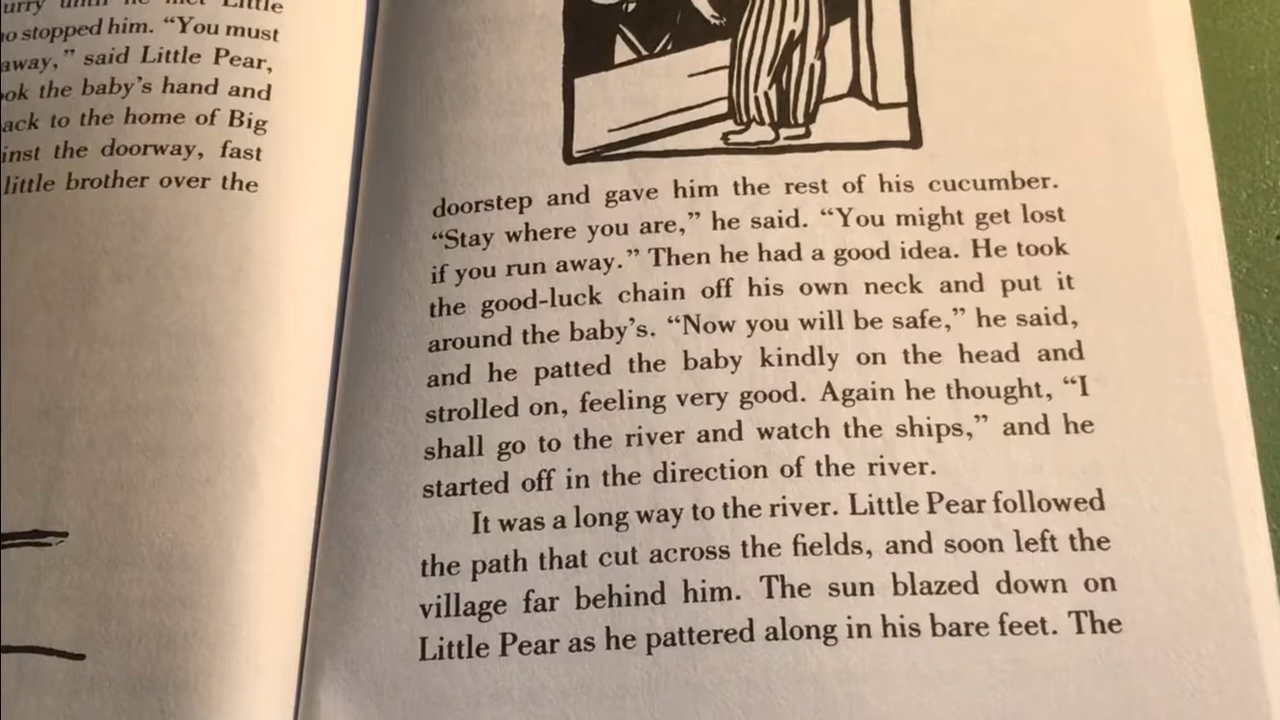 stopped him. “You must
away,” said Little Pear,
the baby’s hand and
to the home of Big
the doorway, fast
little brother over the
doorstep and gave him the rest of his cucumber.
“Stay where you are,” he said. “You might get lost
if you run away.” Then he had a good idea. He took
the good-luck chain off his own neck and put it
around the baby’s. “Now you will be safe,” he said,
and he patted the baby kindly on the head and
strolled on, feeling very good. Again he thought, “I
shall go to the river and watch the ships,” and he
started off in the direction of the river.
It was a long way to the river. Little Pear followed
the path that cut across the fields, and soon left the
village far behind him. The sun blazed down on
Little Pear as he pattered along in his bare feet. The